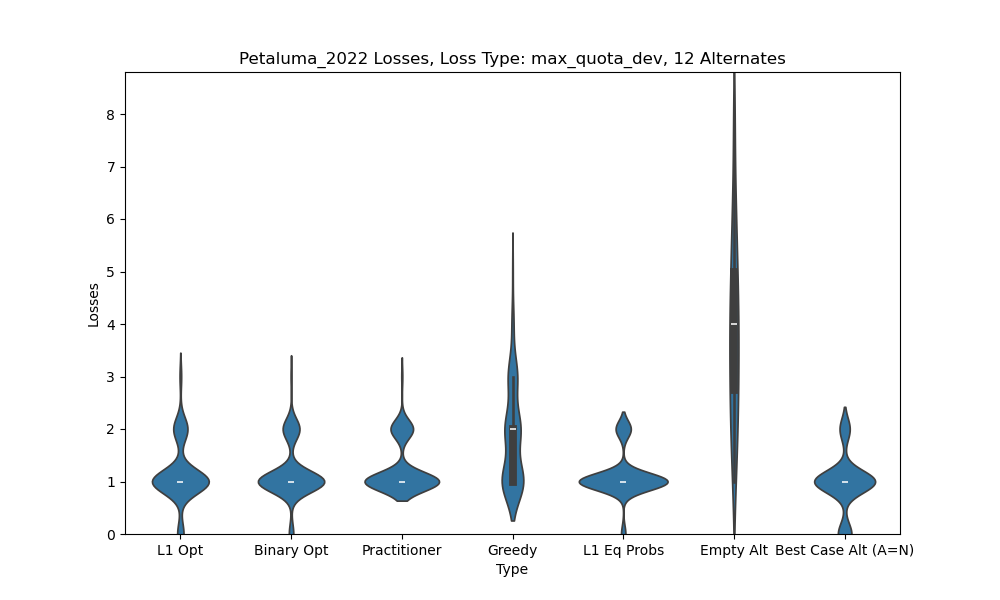 Petaluma_2022 Losses, Loss Type: max_quota_dev, 12 Alternates
8
7
6
5
4
3
2
1
0
Losses
L1 Opt
Binary Opt
Practitioner
Greedy
L1 Eq Probs
Empty Alt
Best Case Alt (A=N)
Type